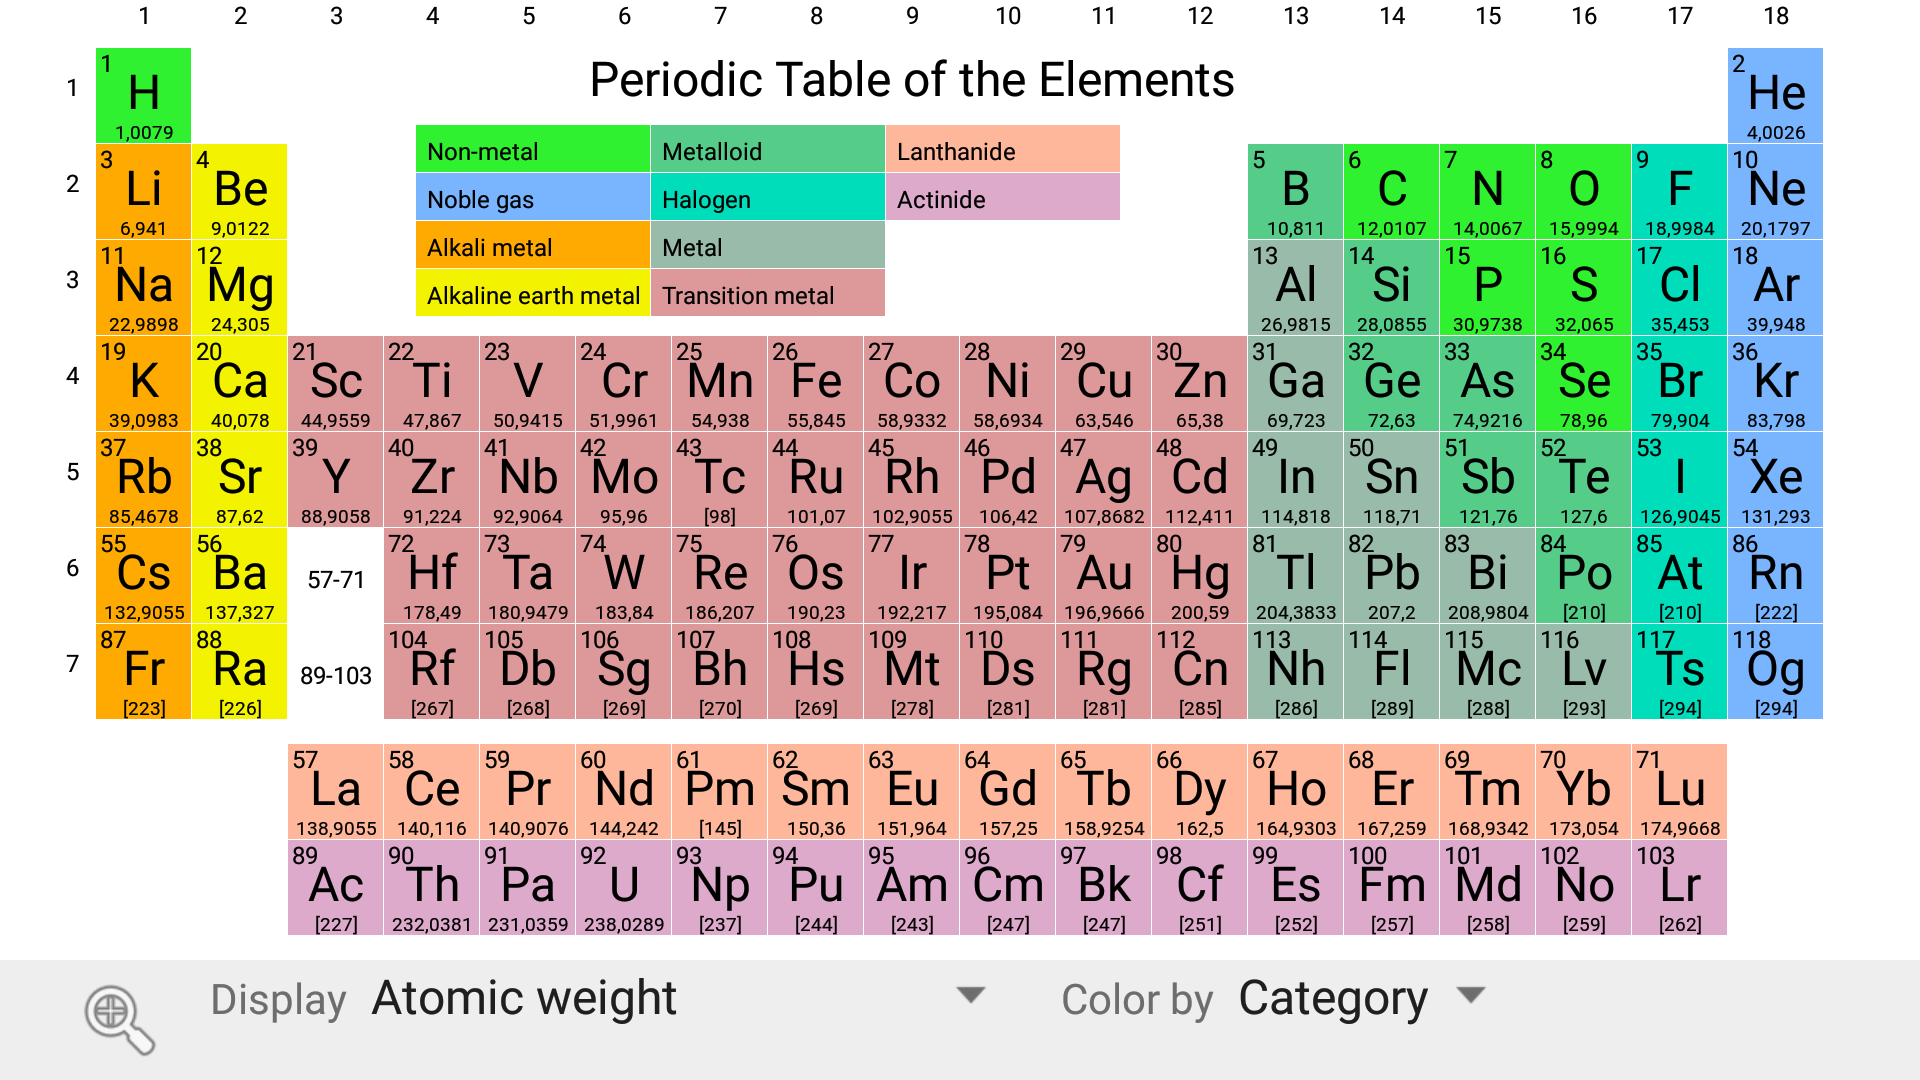 1 2 3 4 5 6 7 8 9 10 11 12 13 14 15 16 17 18
Periodic Table of the Elements
1
1 H 1,0079
2 He 4,0026
Non-metal Metalloid Lanthanide
Noble gas Halogen Actinide
Alkali metal Metal
Alkaline earth metal Transition metal
2
3 4 5 6 7 8 9 10
Li Be B C N O F Ne
6,941 9,0122 10,811 12,0107 14,0067 15,9994 18,9984 20,1797
3
11 12 13 14 15 16 17 18
Na Mg Al Si P S Cl Ar
22,9898 24,305 26,9815 28,0855 30,9738 32,065 35,453 39,948
4
19 20 21 22 23 24 25 26 27 28 29 30 31 32 33 34 35 36
K Ca Sc Ti V Cr Mn Fe Co Ni Cu Zn Ga Ge As Se Br Kr
39,0983 40,078 44,9559 47,867 50,9415 51,9961 54,938 55,845 58,9332 58,6934 63,546 65,38 69,723 72,63 74,9216 78,96 79,904 83,798
5
37 38 39 40 41 42 43 44 45 46 47 48 49 50 51 52 53 54
Rb Sr Y Zr Nb Mo Tc Ru Rh Pd Ag Cd In Sn Sb Te I Xe
85,4678 87,62 88,9058 91,224 92,9064 95,96 [98] 101,07 102,9055 106,42 107,8682 112,411 114,818 118,71 121,76 127,6 126,9045 131,293
6
55 56 72 73 74 75 76 77 78 79 80 81 82 83 84 85 86
Cs Ba 57-71 Hf Ta W Re Os Ir Pt Au Hg Tl Pb Bi Po At Rn
132,9055 137,327 178,49 180,9479 183,84 186,207 190,23 192,217 195,084 196,9666 200,59 204,3833 207,2 208,9804 [210] [210] [222]
7
87 88 104 105 106 107 108 109 110 111 112 113 114 115 116 117 118
Fr Ra 89-103 Rf Db Sg Bh Hs Mt Ds Rg Cn Nh Fl Mc Lv Ts Og
[223] [226] [267] [268] [269] [270] [269] [278] [281] [281] [285] [286] [289] [288] [293] [294] [294]
57 58 59 60 61 62 63 64 65 66 67 68 69 70 71
La Ce Pr Nd Pm Sm Eu Gd Tb Dy Ho Er Tm Yb Lu
138,9055 140,116 140,9076 144,242 [145] 150,36 151,964 157,25 158,9254 162,5 164,9303 167,259 168,9342 173,054 174,9668
89 90 91 92 93 94 95 96 97 98 99 100 101 102 103
Ac Th Pa U Np Pu Am Cm Bk Cf Es Fm Md No Lr
[227] 232,0381 231,0359 238,0289 [237] [244] [243] [247] [247] [251] [252] [257] [258] [259] [262]
Display Atomic weight Color by Category